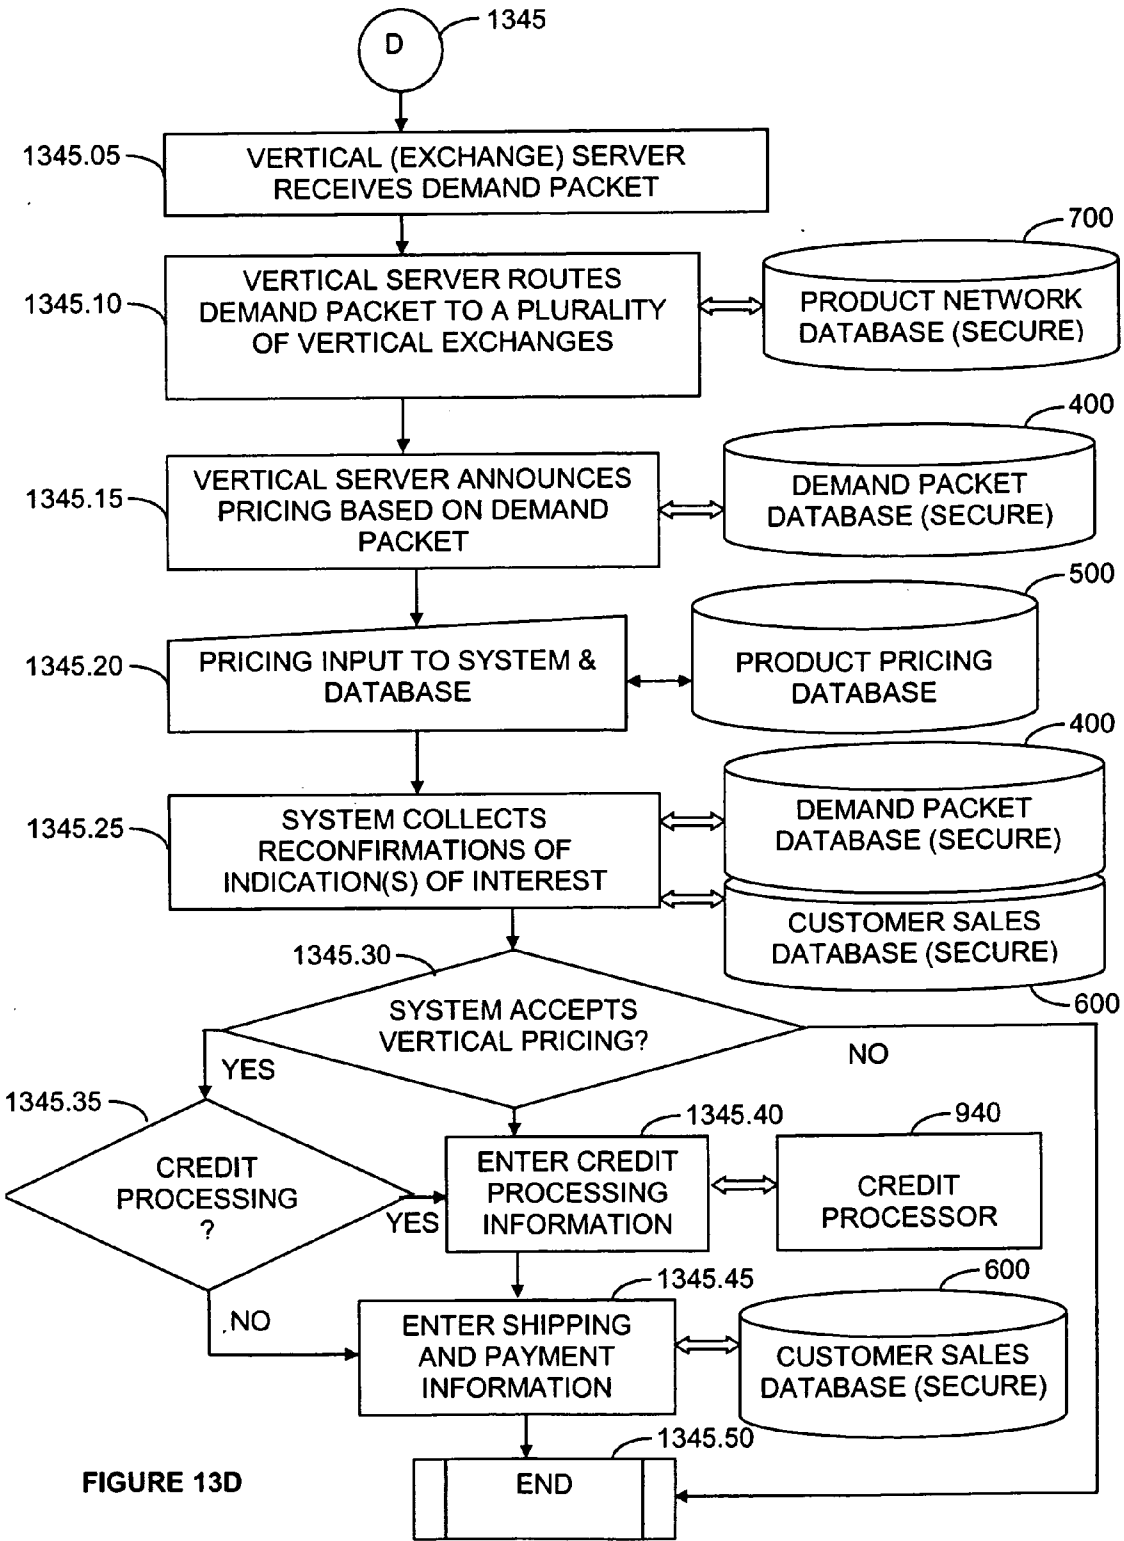 D
1345
1345.05
VERTICAL (EXCHANGE) SERVER
RECEIVES DEMAND PACKET
700
1345.10
VERTICAL SERVER ROUTES
DEMAND PACKET TO A PLURALITY
OF VERTICAL EXCHANGES
PRODUCT NETWORK
DATABASE (SECURE)
400
1345.15
VERTICAL SERVER ANNOUNCES
PRICING BASED ON DEMAND
PACKET
DEMAND PACKET
DATABASE (SECURE)
500
1345.20
PRICING INPUT TO SYSTEM &
DATABASE
PRODUCT PRICING
DATABASE
400
1345.25
SYSTEM COLLECTS
RECONFIRMATIONS OF
INDICATION(S) OF INTEREST
DEMAND PACKET
DATABASE (SECURE)
CUSTOMER SALES
DATABASE (SECURE)
600
1345.30
SYSTEM ACCEPTS
VERTICAL PRICING?
YES
NO
1345.35
CREDIT
PROCESSING
?
YES
NO
1345.40
ENTER CREDIT
PROCESSING
INFORMATION
940
CREDIT
PROCESSOR
1345.45
ENTER SHIPPING
AND PAYMENT
INFORMATION
600
CUSTOMER SALES
DATABASE (SECURE)
1345.50
END
FIGURE 13D